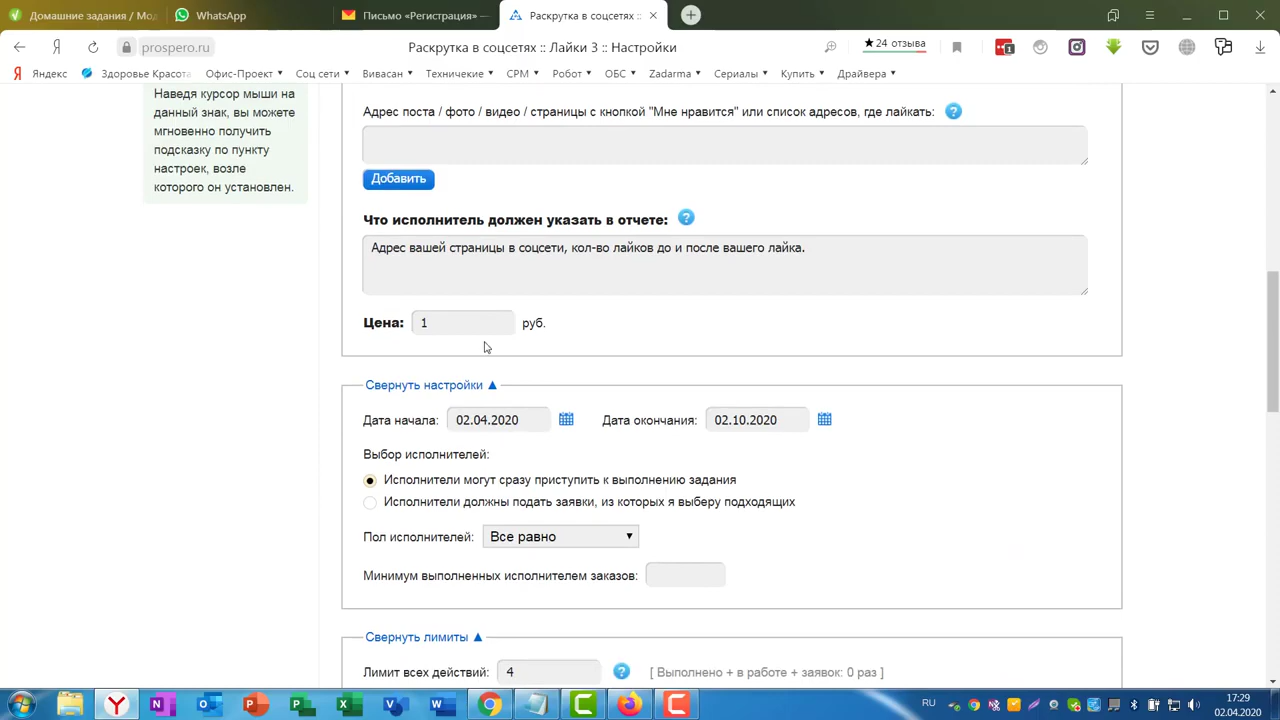 Домашние задания / Мо
WhatsApp
Письмо «Регистрация» —
Раскрутка в соцсетях ::
prospero.ru
Раскрутка в соцсетях :: Лайки 3 :: Настройки
★ 24 отзыва
1
Яндекс
Здоровье Красота
Офис-Проект
Соц сети
Вивасан
Технические
СРМ
Робот
ОБС
Zadarma
Сериалы
Купить
Драйвера
Наведя курсор мыши на
данный знак, вы можете
мгновенно получить
подсказку по пункту
настроек, возле
которого он установлен.
Адрес поста / фото / видео / страницы с кнопкой "Мне нравится" или список адресов, где лайкать: ?
Добавить
Что исполнитель должен указать в отчете: ?
Адрес вашей страницы в соцсети, кол-во лайков до и после вашего лайка.
Цена: 1 руб.
Свернуть настройки ▲
Дата начала: 02.04.2020 Дата окончания: 02.10.2020
Выбор исполнителей:
Исполнители могут сразу приступить к выполнению задания
Исполнители должны подать заявки, из которых я выберу подходящих
Пол исполнителей: Все равно
Минимум выполненных исполнителем заказов:
Свернуть лимиты ▲
Лимит всех действий: 4 ? [ Выполнено + в работе + заявок: 0 раз ]
RU
17:29
02.04.2020